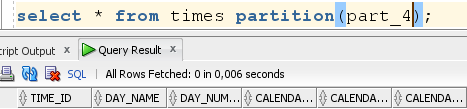 select * from times partition(part_4);
cript Output
Query Result
SQL | All Rows Fetched: 0 in 0,006 seconds
TIME_ID DAY_NAME DAY_NUM... CALENDA... CALENDA... CALENDA...